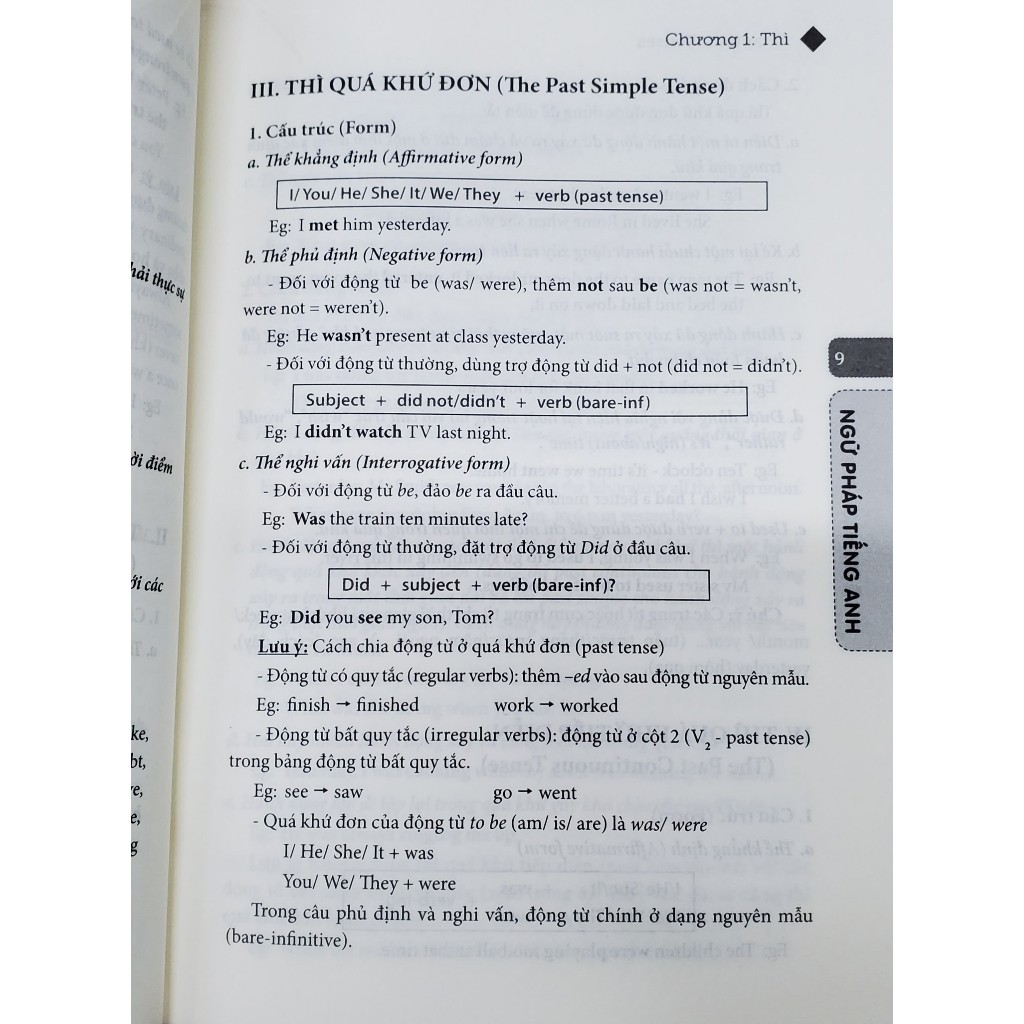 Chương 1: Thì
III. THÌ QUÁ KHỨ ĐƠN (The Past Simple Tense)
1. Cấu trúc (Form)
a. Thể khẳng định (Affirmative form)
I/ You/ He/ She/ It/ We/ They + verb (past tense)
Eg: I met him yesterday.
b. Thể phủ định (Negative form)
- Đối với động từ be (was/ were), thêm not sau be (was not = wasn't,
were not = weren't).
Eg: He wasn't present at class yesterday.
- Đối với động từ thường, dùng trợ động từ did + not (did not = didn't).
Subject + did not/didn't + verb (bare-inf)
Eg: I didn't watch TV last night.
c. Thể nghi vấn (Interrogative form)
- Đối với động từ be, đảo be ra đầu câu.
Eg: Was the train ten minutes late?
- Đối với động từ thường, đặt trợ động từ Did ở đầu câu.
Did + subject + verb (bare-inf)?
Eg: Did you see my son, Tom?
Lưu ý: Cách chia động từ ở quá khứ đơn (past tense)
- Động từ có quy tắc (regular verbs): thêm –ed vào sau động từ nguyên mẫu.
Eg: finish → finished work → worked
- Động từ bất quy tắc (irregular verbs): động từ ở cột 2 (V2 - past tense)
trong bảng động từ bất quy tắc.
Eg: see → saw go → went
- Quá khứ đơn của động từ to be (am/ is/ are) là was/ were
I/ He/ She/ It + was
You/ We/ They + were
Trong câu phủ định và nghi vấn, động từ chính ở dạng nguyên mẫu
(bare-infinitive).
9
NGỮ PHÁP TIẾNG ANH
thực sự
điểm
các